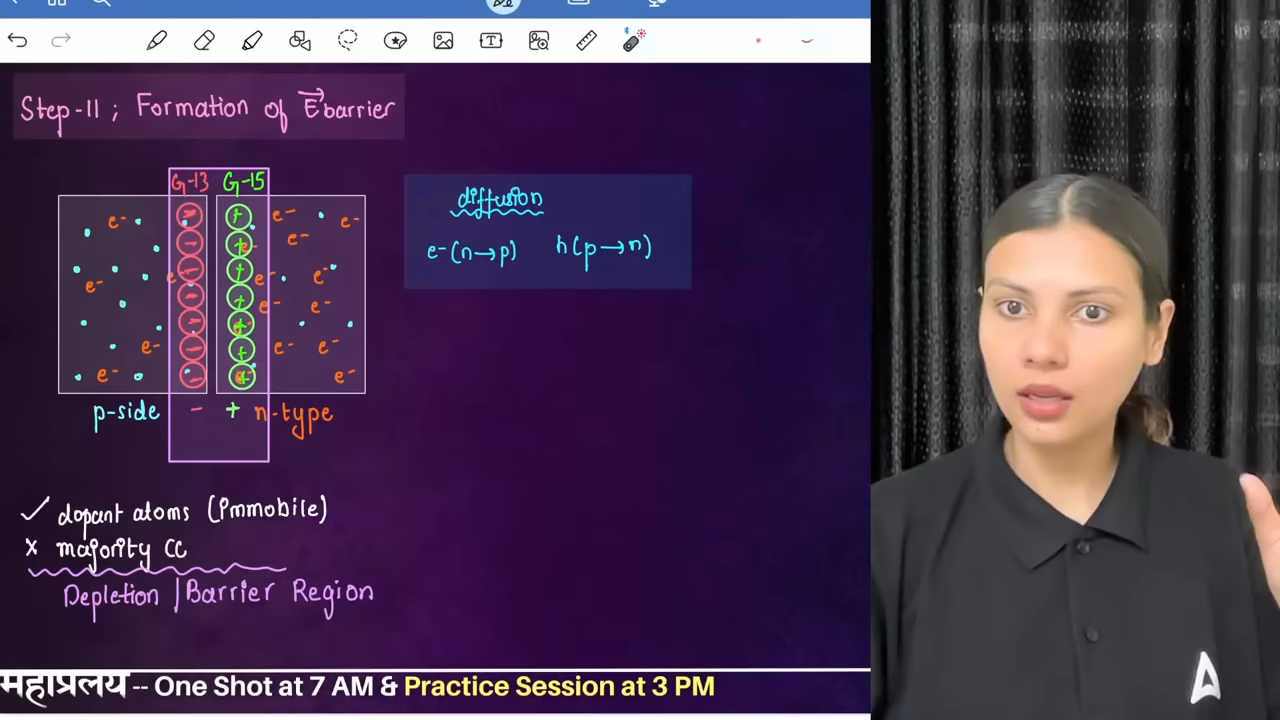 Step-II ; Formation of E⃗barrier
G-13 G-15
diffusion
e-(n→p) h(p→n)
p-side - + n-type
✓ dopant atoms (Immobile)
x majority CC
Depletion | Barrier Region
महाप्रलय -- One Shot at 7 AM & Practice Session at 3 PM